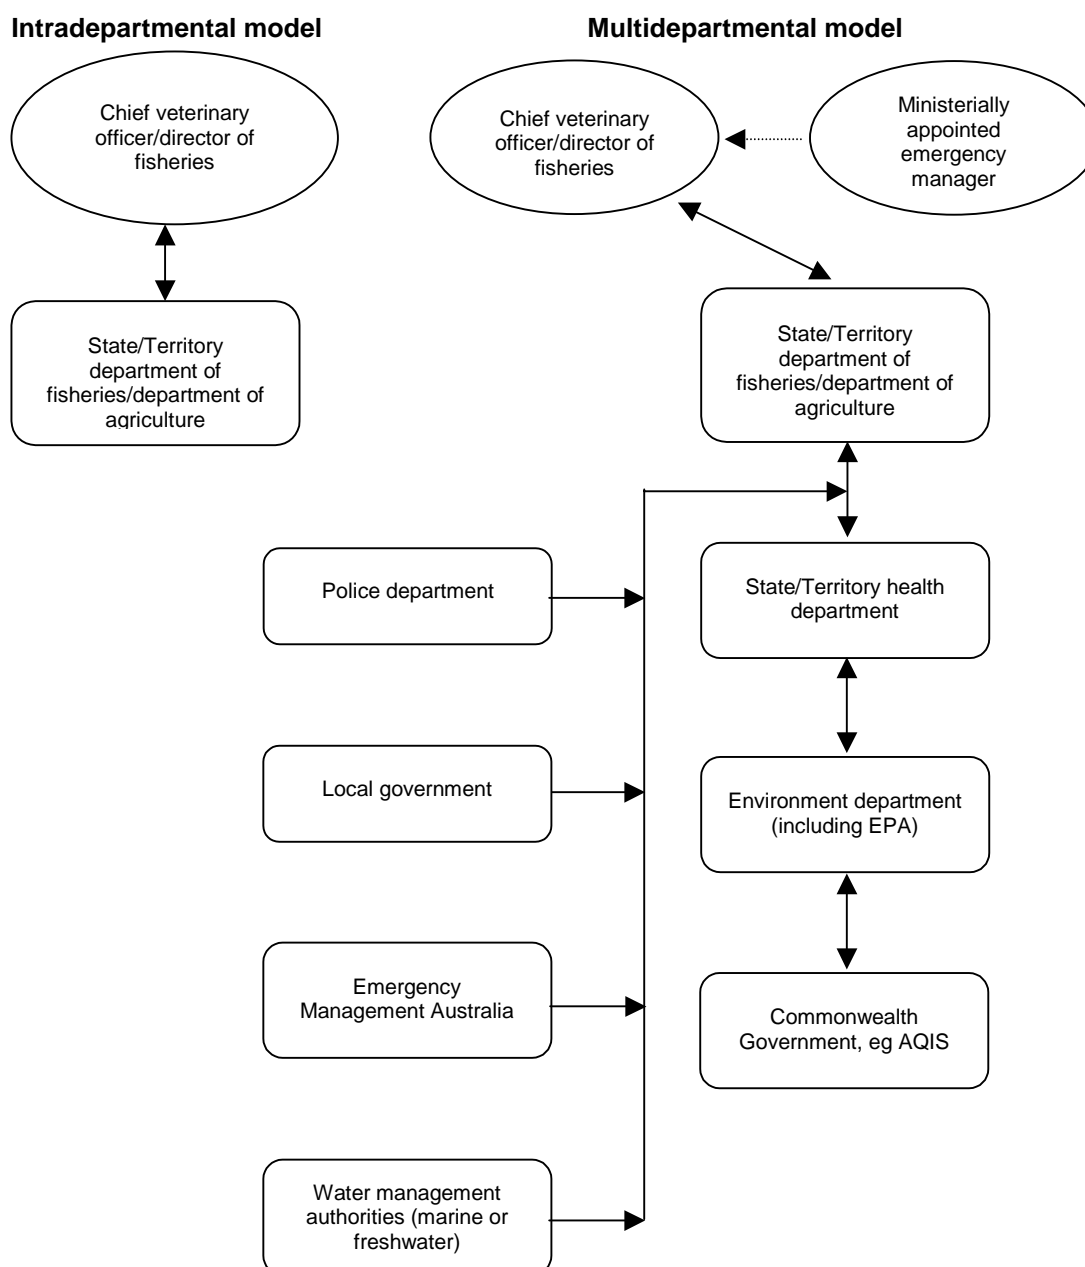 Intradepartmental model
Chief veterinary
officer/director of
fisheries
State/Territory
department of
fisheries/department of
agriculture
Multidepartmental model
Chief veterinary
officer/director of
fisheries
Ministerially
appointed
emergency
manager
State/Territory
department of
fisheries/department of
agriculture
Police department
State/Territory health
department
Local government
Environment department
(including EPA)
Emergency
Management Australia
Commonwealth
Government, eg AQIS
Water management
authorities (marine or
freshwater)